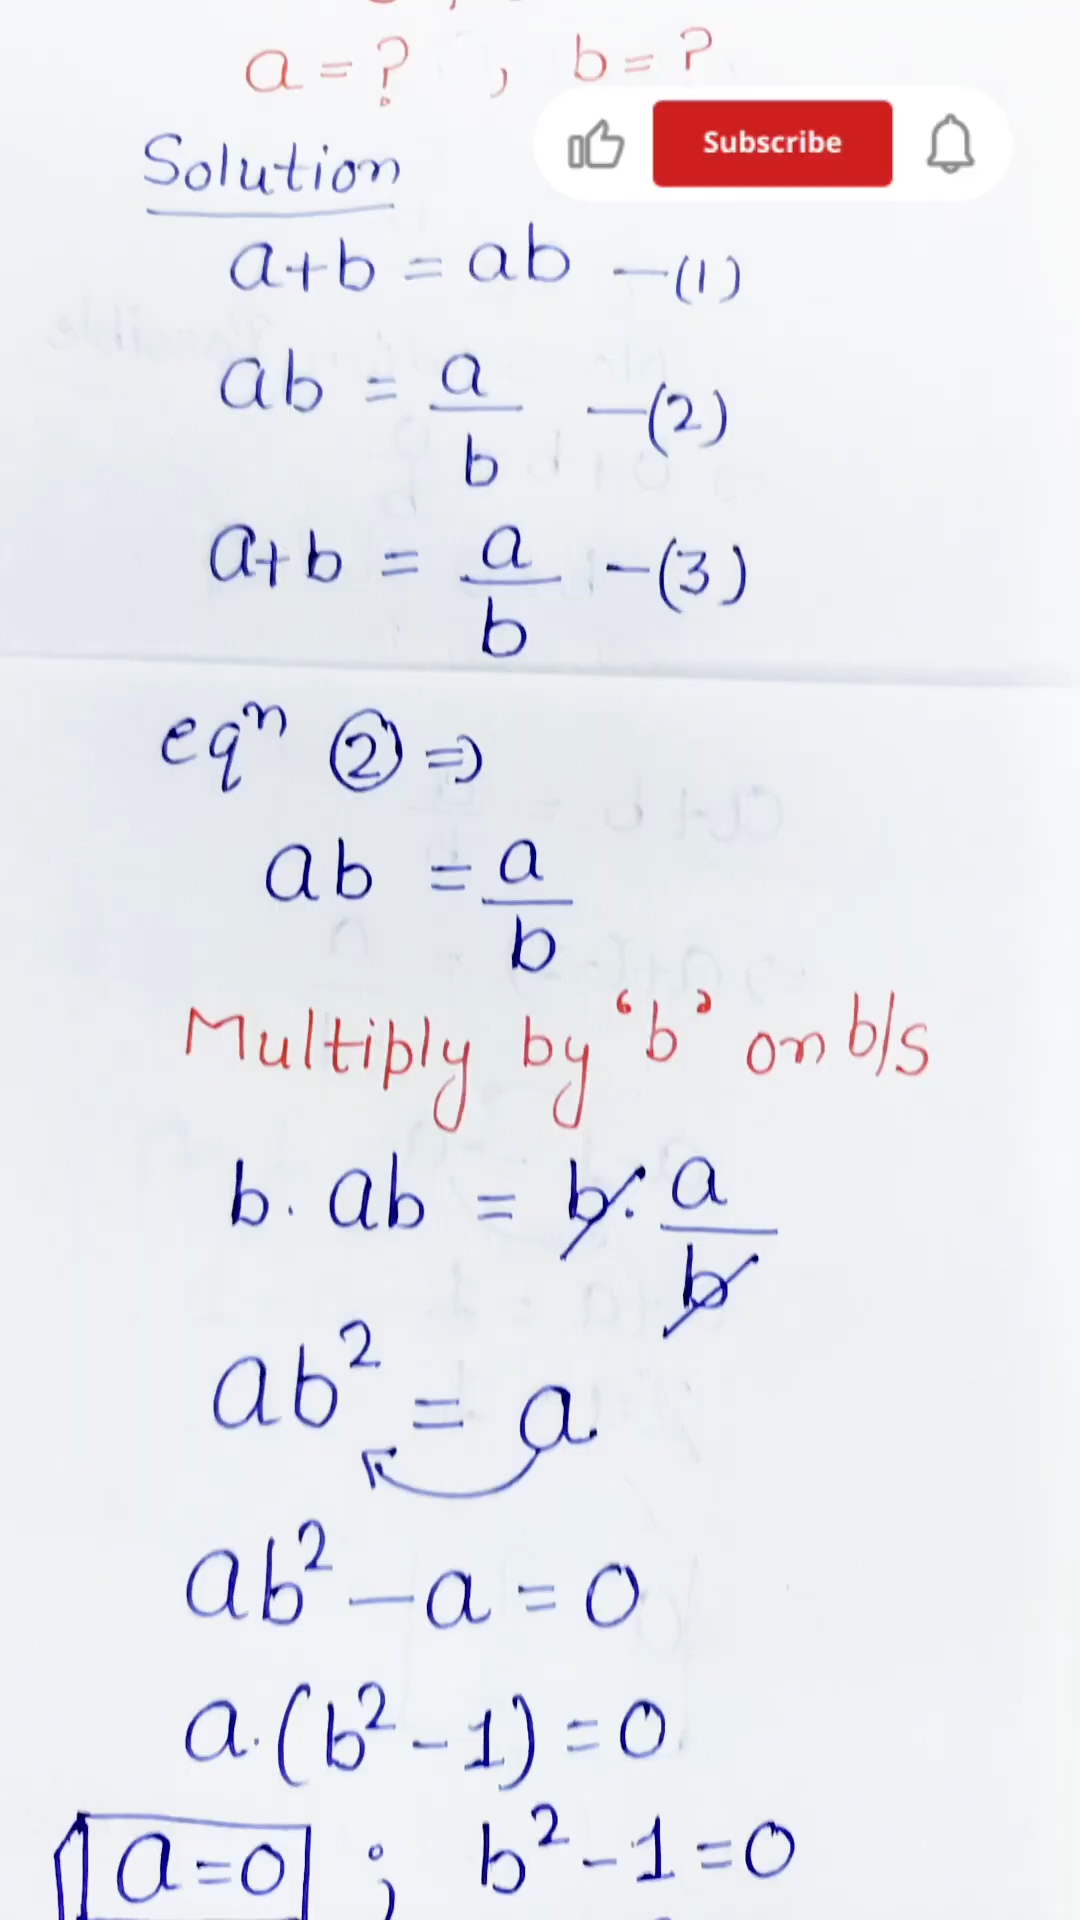 a = ? , b = ?
Subscribe
Solution
a+b = ab —(1)
ab = a/b —(2)
a+b = a/b —(3)
eqⁿ ② ⇒
ab = a/b
Multiply by ‘b’ on b/s
b. ab = b. a/b
ab² = a
ab² – a = 0
a.(b² - 1) = 0
a = 0 ; b² - 1 = 0